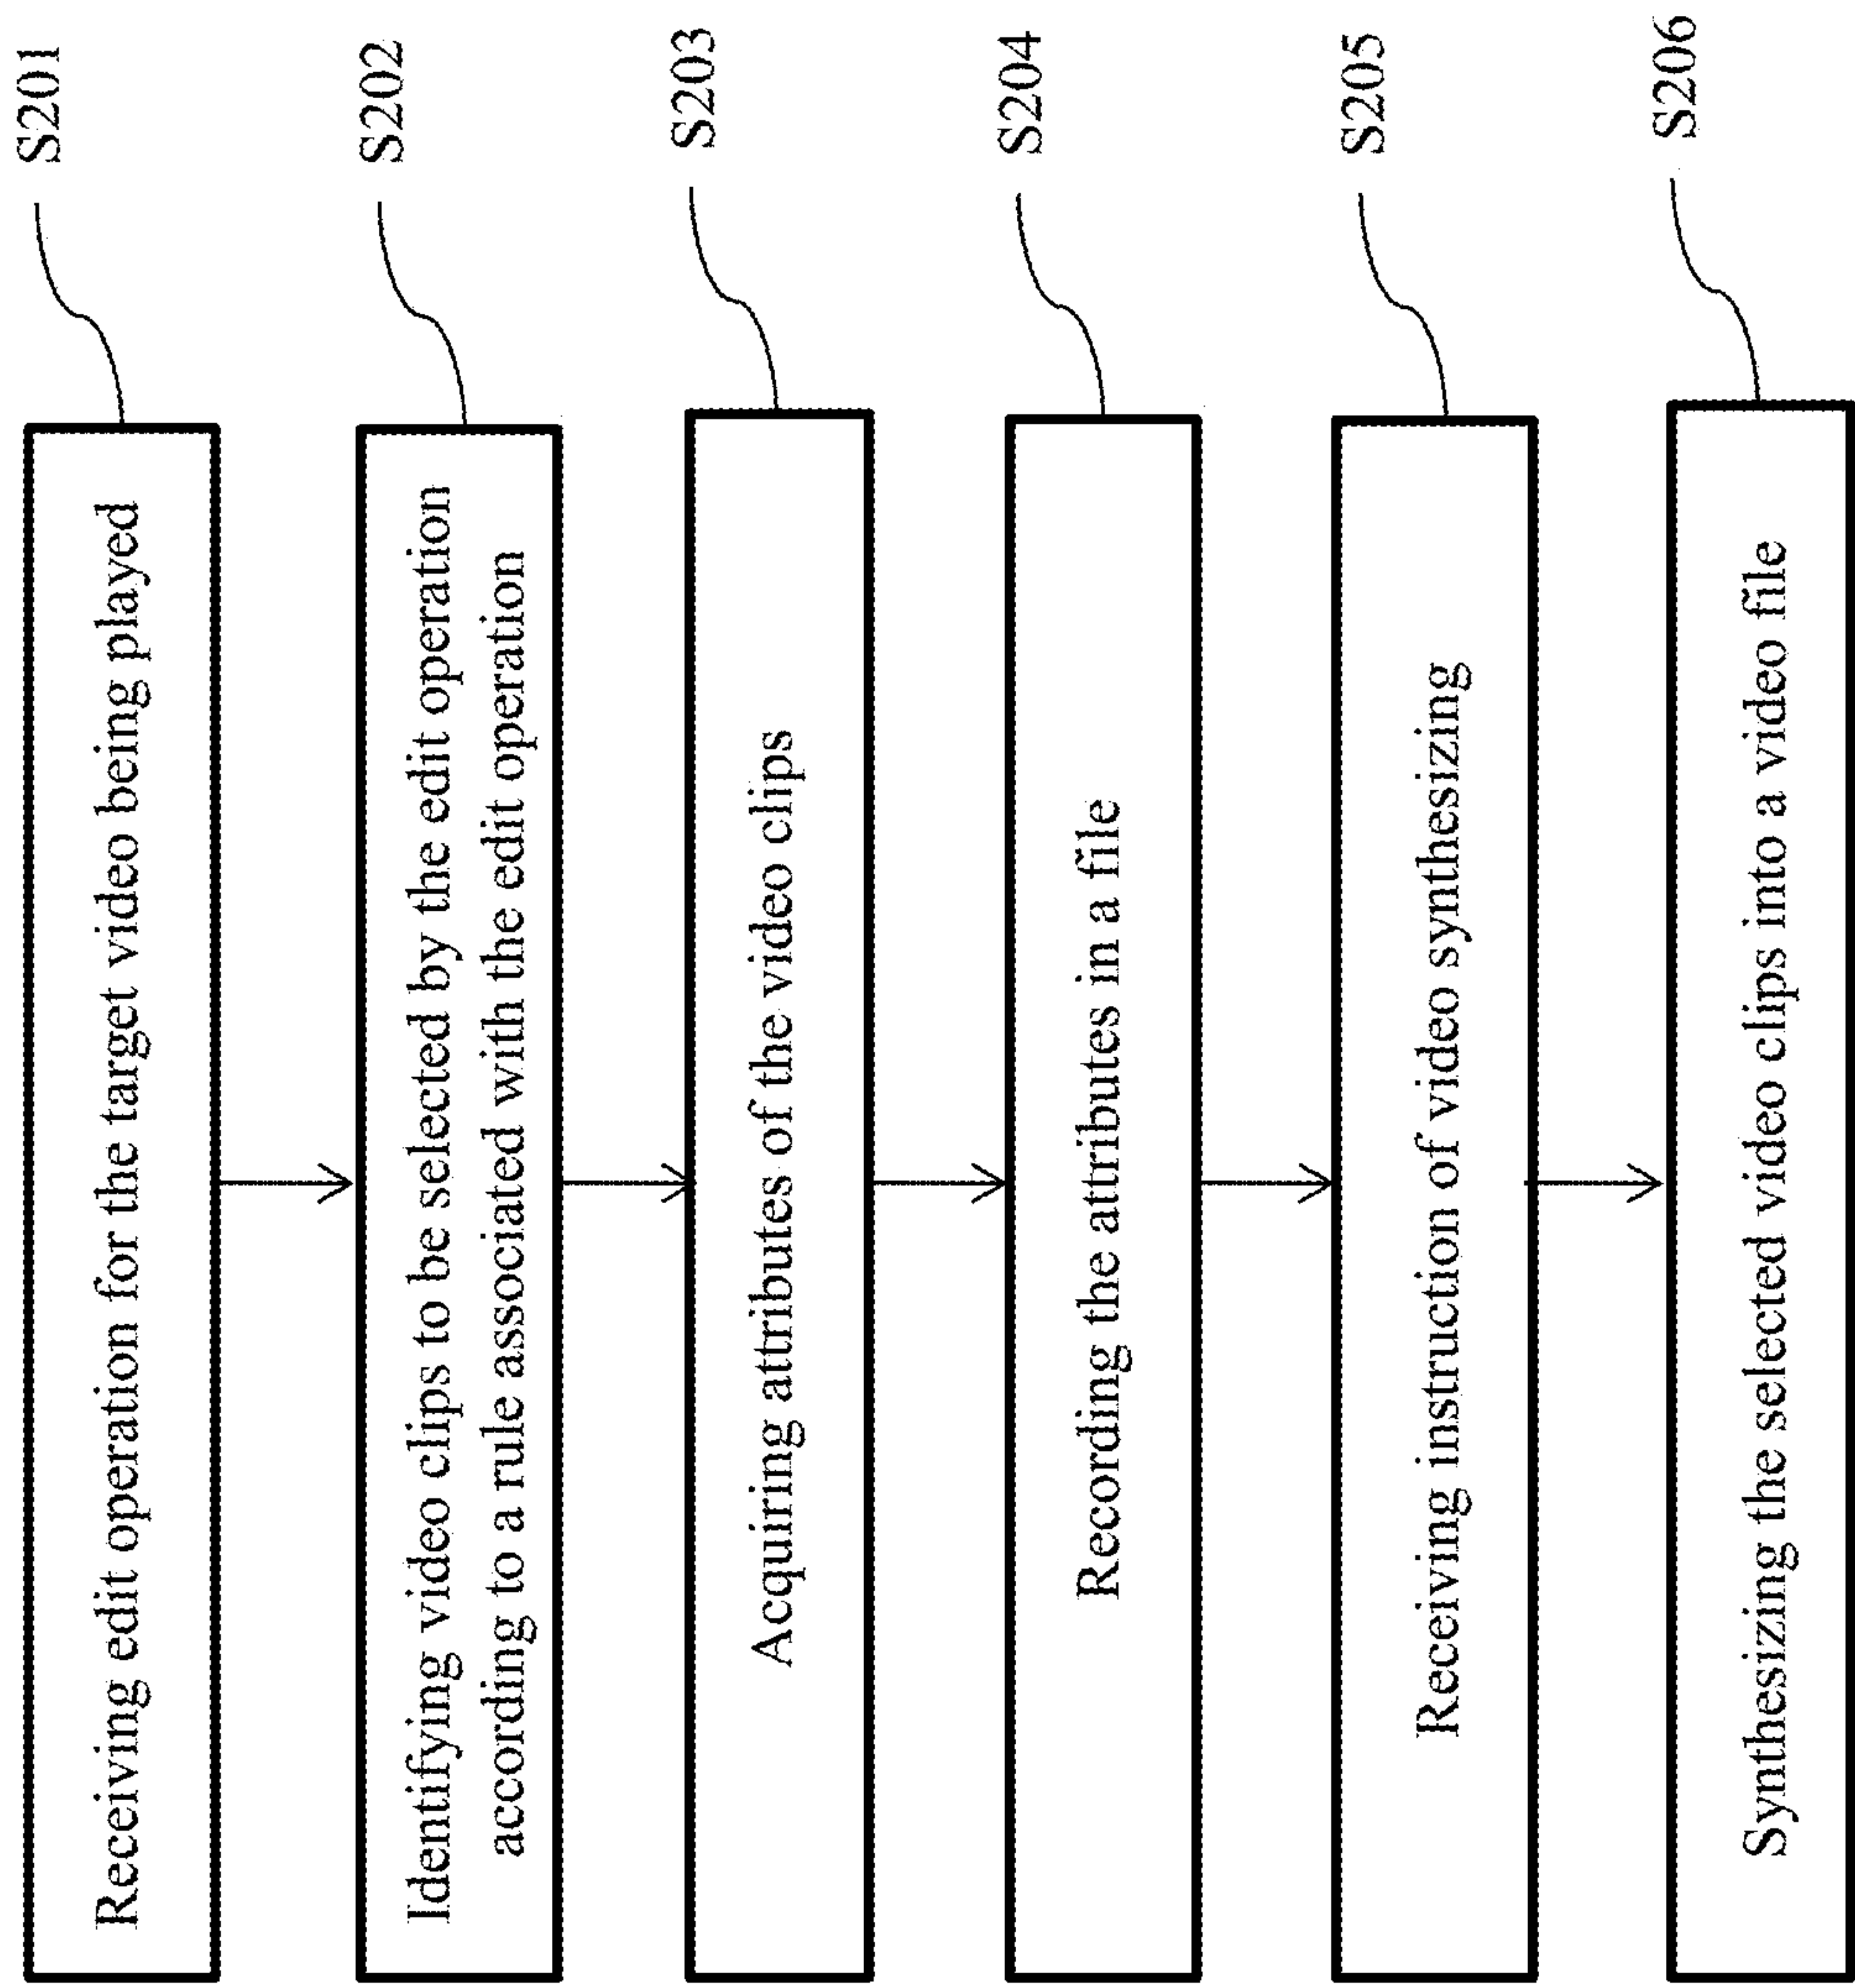 Receiving edit operation for the target video being played
S201
Identifying video clips to be selected by the edit operation
according to a rule associated with the edit operation
S202
Acquiring attributes of the video clips
S203
Recording the attributes in a file
S204
Receiving instruction of video synthesizing
S205
Synthesizing the selected video clips into a video file
S206